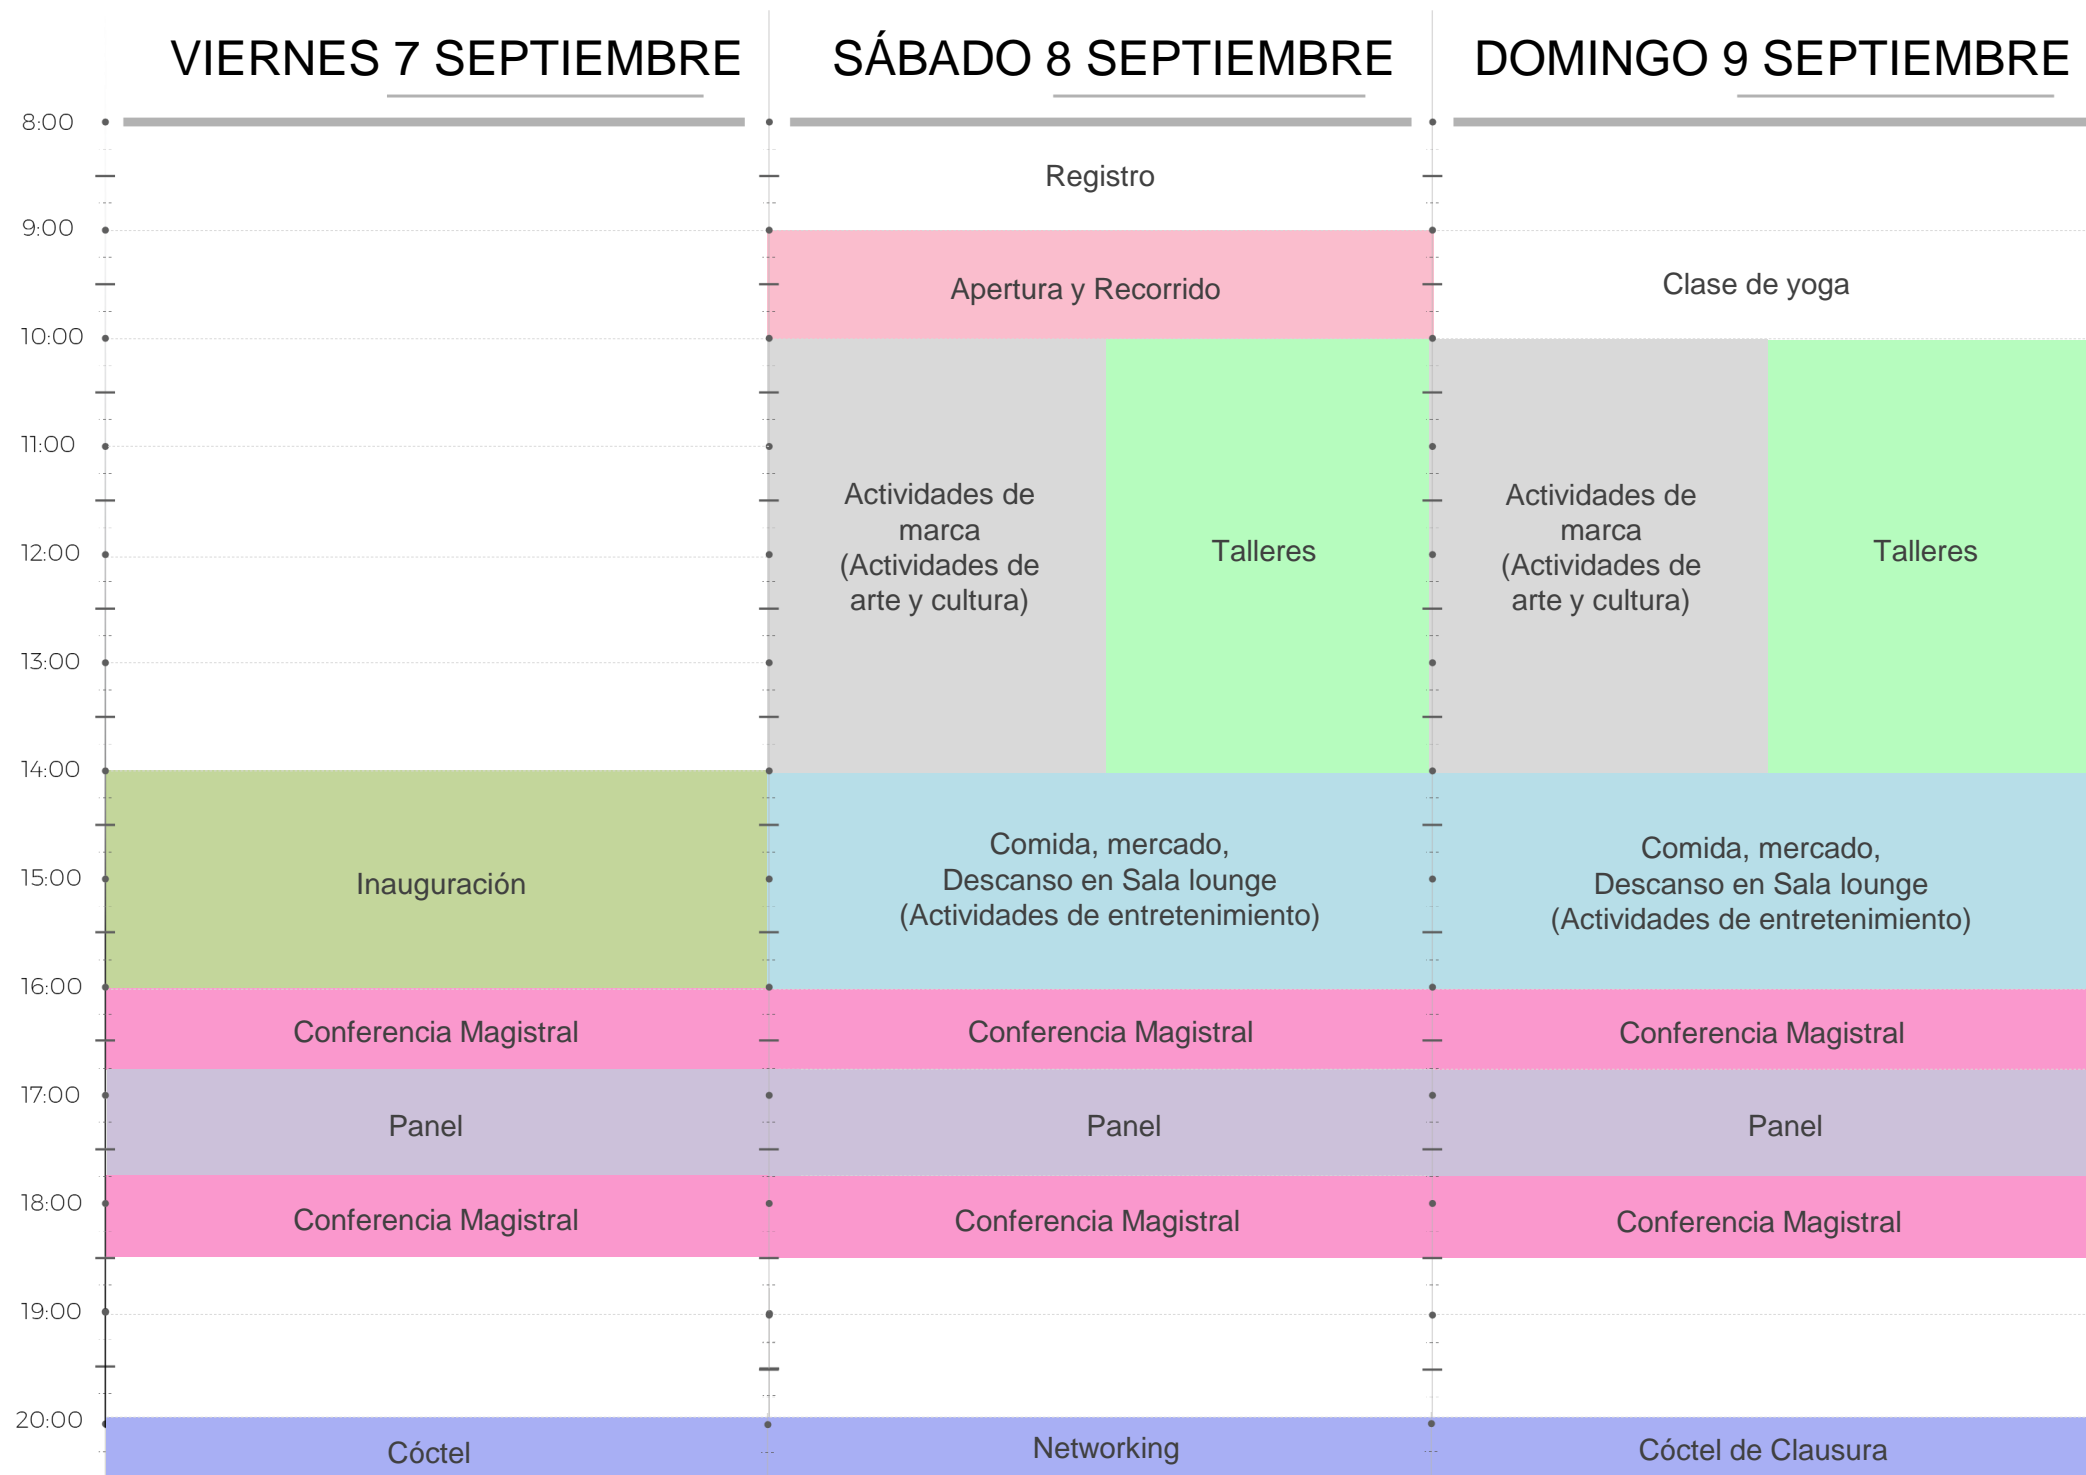 VIERNES 7 SEPTIEMBRE
SÁBADO 8 SEPTIEMBRE
DOMINGO 9 SEPTIEMBRE
8:00
Registro
9:00
Apertura y Recorrido
Clase de yoga
10:00
11:00
Actividades de
marca
(Actividades de
arte y cultura)
Talleres
Actividades de
marca
(Actividades de
arte y cultura)
Talleres
12:00
13:00
14:00
Inauguración
Comida, mercado,
Descanso en Sala lounge
(Actividades de entretenimiento)
Comida, mercado,
Descanso en Sala lounge
(Actividades de entretenimiento)
15:00
16:00
Conferencia Magistral
Conferencia Magistral
Conferencia Magistral
17:00
Panel
Panel
Panel
18:00
Conferencia Magistral
Conferencia Magistral
Conferencia Magistral
19:00
20:00
Cóctel
Networking
Cóctel de Clausura